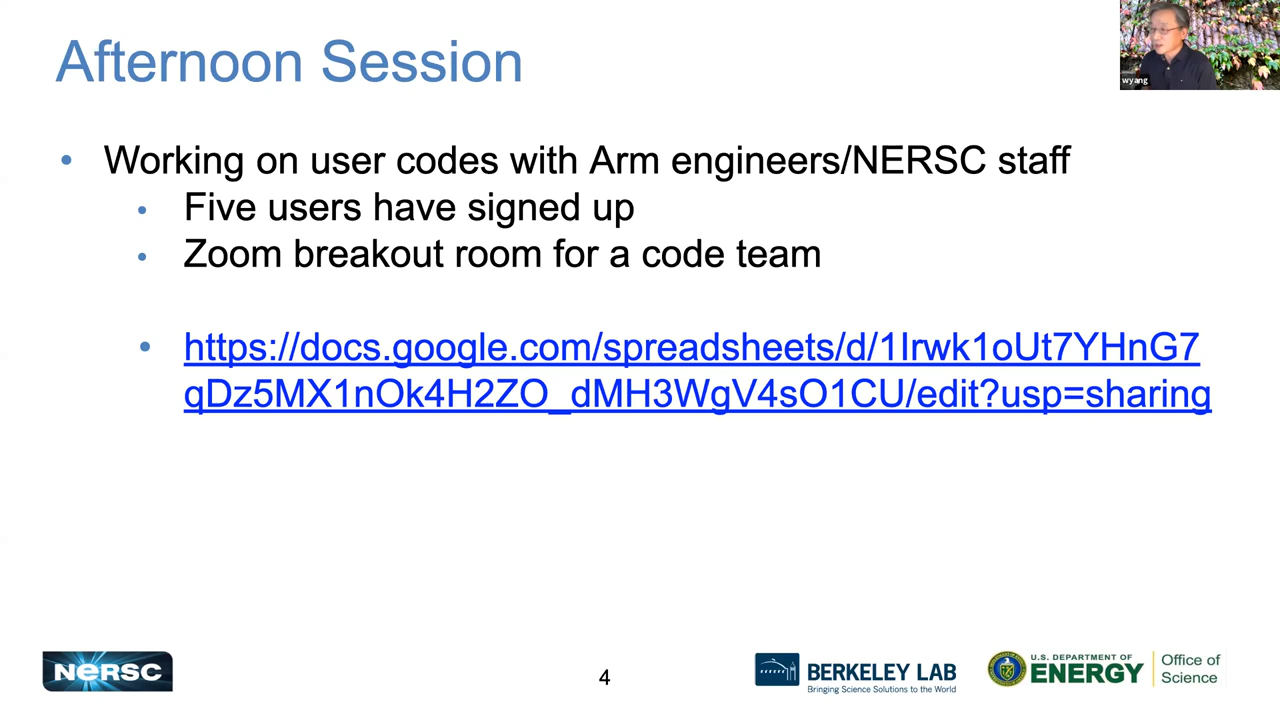 Afternoon Session
wyang
• Working on user codes with Arm engineers/NERSC staff
• Five users have signed up
• Zoom breakout room for a code team
• https://docs.google.com/spreadsheets/d/1lrwk1oUt7YHnG7
qDz5MX1nOk4H2ZO_dMH3WgV4sO1CU/edit?usp=sharing
NERSC
4
BERKELEY LAB
Bringing Science Solutions to the World
U.S. DEPARTMENT OF
ENERGY
Office of
Science